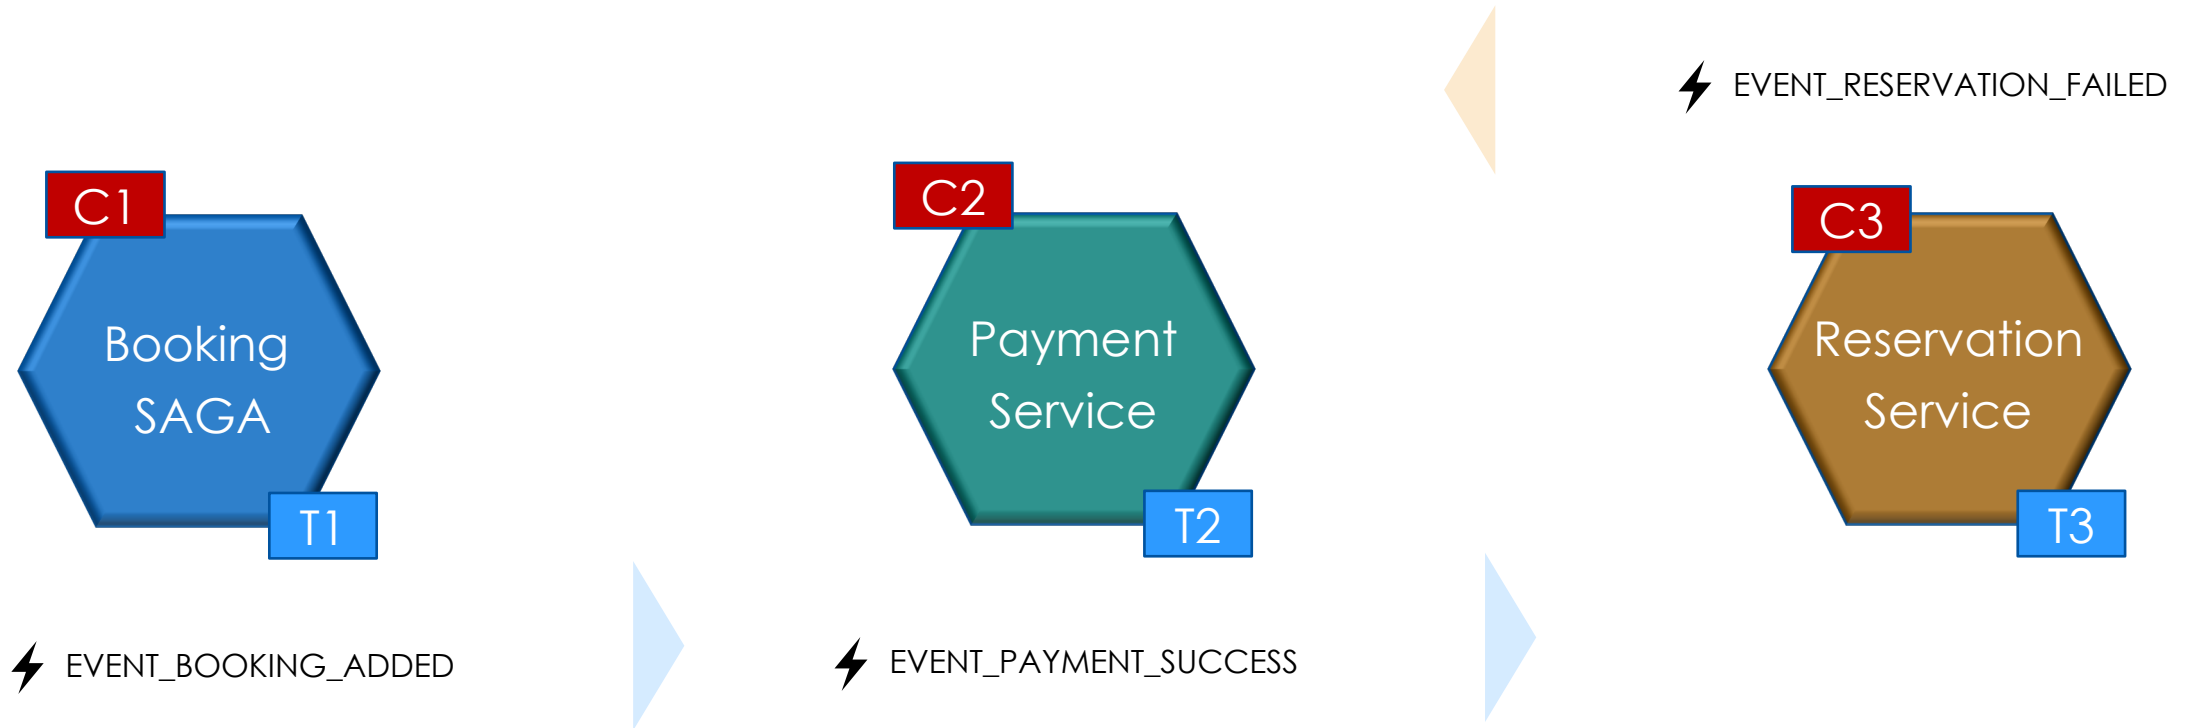 EVENT_RESERVATION_FAILED
C1
C2
C3
Booking
SAGA
Payment
Service
Reservation
Service
T1
T2
T3
EVENT_BOOKING_ADDED
EVENT_PAYMENT_SUCCESS